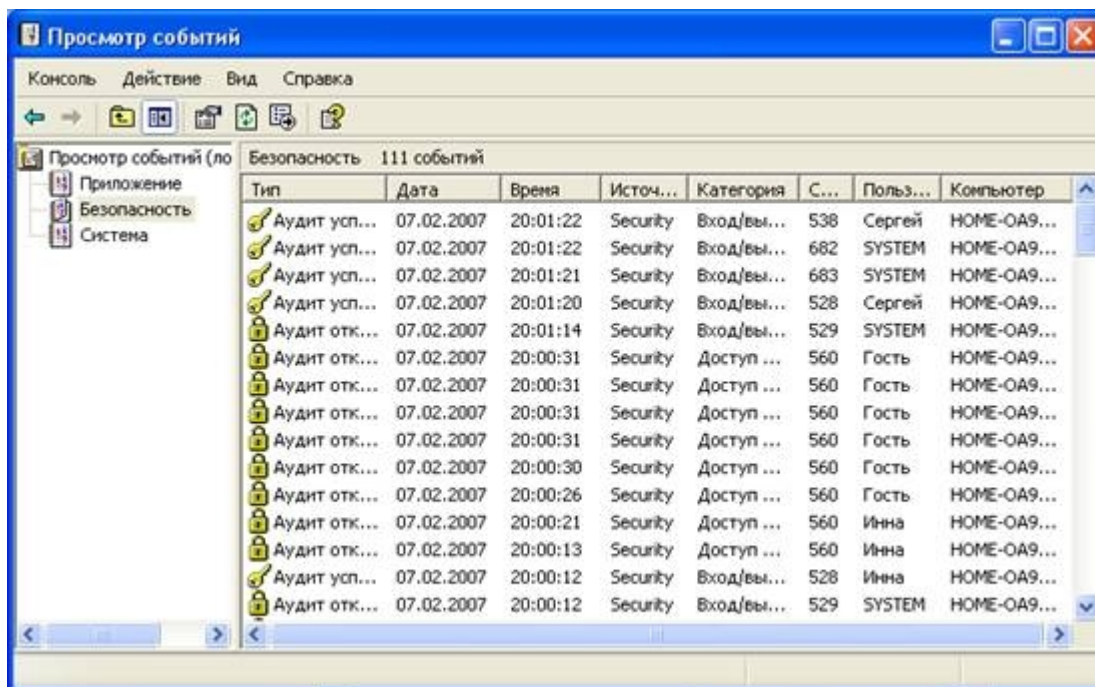 Просмотр событий
Консоль Действие Вид Справка
Просмотр событий (ло
Приложение
Безопасность
Система
Безопасность 111 событий
Тип Дата Время Источ... Категория С... Польз... Компьютер
Аудит усп... 07.02.2007 20:01:22 Security Вход/вы... 538 Сергей HOME-OA9...
Аудит усп... 07.02.2007 20:01:22 Security Вход/вы... 682 SYSTEM HOME-OA9...
Аудит усп... 07.02.2007 20:01:21 Security Вход/вы... 683 SYSTEM HOME-OA9...
Аудит усп... 07.02.2007 20:01:20 Security Вход/вы... 528 Сергей HOME-OA9...
Аудит отк... 07.02.2007 20:01:14 Security Вход/вы... 529 SYSTEM HOME-OA9...
Аудит отк... 07.02.2007 20:00:31 Security Доступ ... 560 Гость HOME-OA9...
Аудит отк... 07.02.2007 20:00:31 Security Доступ ... 560 Гость HOME-OA9...
Аудит отк... 07.02.2007 20:00:31 Security Доступ ... 560 Гость HOME-OA9...
Аудит отк... 07.02.2007 20:00:31 Security Доступ ... 560 Гость HOME-OA9...
Аудит отк... 07.02.2007 20:00:30 Security Доступ ... 560 Гость HOME-OA9...
Аудит отк... 07.02.2007 20:00:26 Security Доступ ... 560 Гость HOME-OA9...
Аудит отк... 07.02.2007 20:00:21 Security Доступ ... 560 Инна HOME-OA9...
Аудит отк... 07.02.2007 20:00:13 Security Доступ ... 560 Инна HOME-OA9...
Аудит усп... 07.02.2007 20:00:12 Security Вход/вы... 528 Инна HOME-OA9...
Аудит отк... 07.02.2007 20:00:12 Security Вход/вы... 529 SYSTEM HOME-OA9...